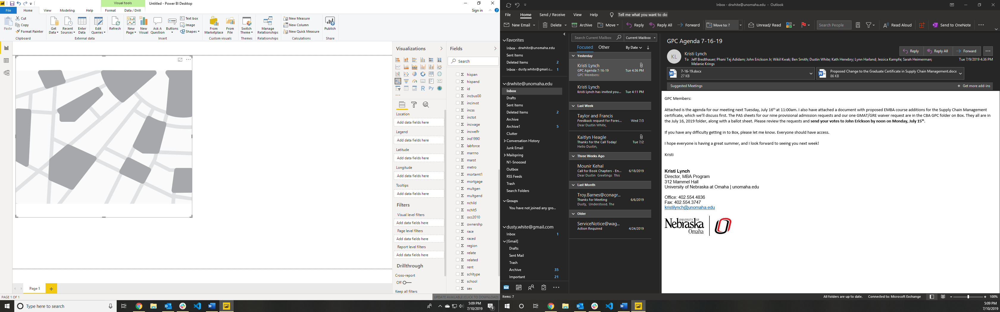 Visual tools
Untitled - Power BI Desktop
File
Home
View
Modeling
Help
Format
Data / Drill
Sign in
Paste
Cut
Copy
Format Painter
Clipboard
Get Data
Recent Sources
Enter Data
Edit Queries
Refresh
External data
New Page
New Visual
Ask A Question
Buttons
Text box
Image
Shapes
Insert
From Marketplace
From File
Custom visuals
Switch Theme
Themes
Manage Relationships
Relationships
New Measure
New Column
New Quick Measure
Calculations
Publish
Share
Visualizations
R
Py
Location
Add data fields here
Legend
Add data fields here
Latitude
Add data fields here
Longitude
Add data fields here
Tooltips
Add data fields here
Filters
Visual level filters
Add data fields here
Page level filters
Add data fields here
Report level filters
Add data fields here
Drillthrough
Cross-report
Off
Keep all filters
Fields
Search
Σ hispan
Σ hispand
Σ id
Σ incbus00
Σ incinvst
Σ incss
Σ inctot
Σ incwage
Σ incwelfr
Σ ind1990
Σ labforce
Σ marrno
Σ marst
Σ metro
Σ mortamt1
Σ mortgage
Σ multgen
Σ multgend
Σ nchild
Σ nchlt5
Σ occ2010
Σ ownershp
Σ race
Σ raced
Σ region
Σ relate
Σ related
Σ rent
Σ schltype
Σ school
Σ sex
Page 1
PAGE 1 OF 1
UPDATE AVAILABLE (CLICK TO DOWNLOAD)
Type here to search
5:09 PM
7/10/2019
9
Inbox - drwhite@unomaha.edu - Outlook
File
Home
Send / Receive
View
Help
Tell me what you want to do
New Email
Delete
Archive
Move
Reply
Reply All
Forward
Move to: ?
Unread/ Read
Search People
Read Aloud
Send to OneNote
Favorites
Inbox - drwhite@unomaha.edu
Sent Items
Deleted Items 2
Inbox - dusty.white@gmail.c... 1
drwhite@unomaha.edu
Inbox
Drafts
Sent Items
Deleted Items 2
Archive
Archive1 5
Clutter
Conversation History
Junk Email
Mailspring
N1-Snoozed
Outbox
RSS Feeds
Trash
Search Folders
Groups
You have not joined any gro...
dusty.white@gmail.com
Inbox 1
[Gmail]
Drafts
Sent Mail
Trash
Archive 35
Important 21
Items: 7
Search Current Mailbox
Current Mailbox
Focused
Other
By Date
Yesterday
Kristi Lynch
GPC Agenda 7-16-19 Tue 4:36 PM
GPC Members:
Kristi Lynch
Kristi Lynch has invited you... Tue 4:11 PM
Last Week
Taylor and Francis
Feedback request for Forec... Wed 7/3
Dear Dustin White,
Kaitlyn Heagle
Thanks for the Call Today! Tue 7/2
Hello Dustin,
Three Weeks Ago
Mounir Kehal
Call for Book Chapters - En... 6/18/2019
Dear Dustin Greetings This
Last Month
Troy.Barnes@conagr...
Thanks for Meeting 6/6/2019
Dusty, Understood. The
Older
ServiceNotice@wag...
Action Required 4/24/2019
GPC Agenda 7-16-19
KL
Kristi Lynch
Reply
Reply All
Forward
To Jeff Bredthauer; Phani Tej Adidam; John Erickson Jr; Wikil Kwak; Ben Smith; Dustin White; Kath Henebry; Lynn Harland; Jessica Kampfe; Sarah Heimerman;
Melanie Krings
Tue 7/9/2019 4:36 PM
7-16-19.docx
27 KB
Proposed Change to the Graduate Certificate in Supply Chain Management.docx
86 KB
Suggested Meetings
+ Get more add-ins
GPC Members:
Attached is the agenda for our meeting next Tuesday, July 16th at 11:00am. I also have attached a document with proposed EMBA course additions for the Supply Chain Management
certificate, which we'll discuss first. The PAS sheets for our nine provisional admission requests and our one GMAT/GRE waiver request are in the CBA GPC folder on Box. They all are in
the July 16, 2019 folder, along with a ballot sheet. Please review the requests and send your votes to John Erickson by noon on Monday, July 15th.
If you have any difficulty getting in to Box, please let me know. Everyone should have access.
I hope everyone is having a great summer, and I look forward to seeing you next week!
Kristi
Kristi Lynch
Director, MBA Program
312 Mammel Hall
University of Nebraska at Omaha | unomaha.edu
Office: 402.554.4836
Fax: 402.554.3747
kristilynch@unomaha.edu
UNIVERSITY OF
Nebraska
Omaha
O
All folders are up to date.
Connected to: Microsoft Exchange
100%
5:09 PM
7/10/2019